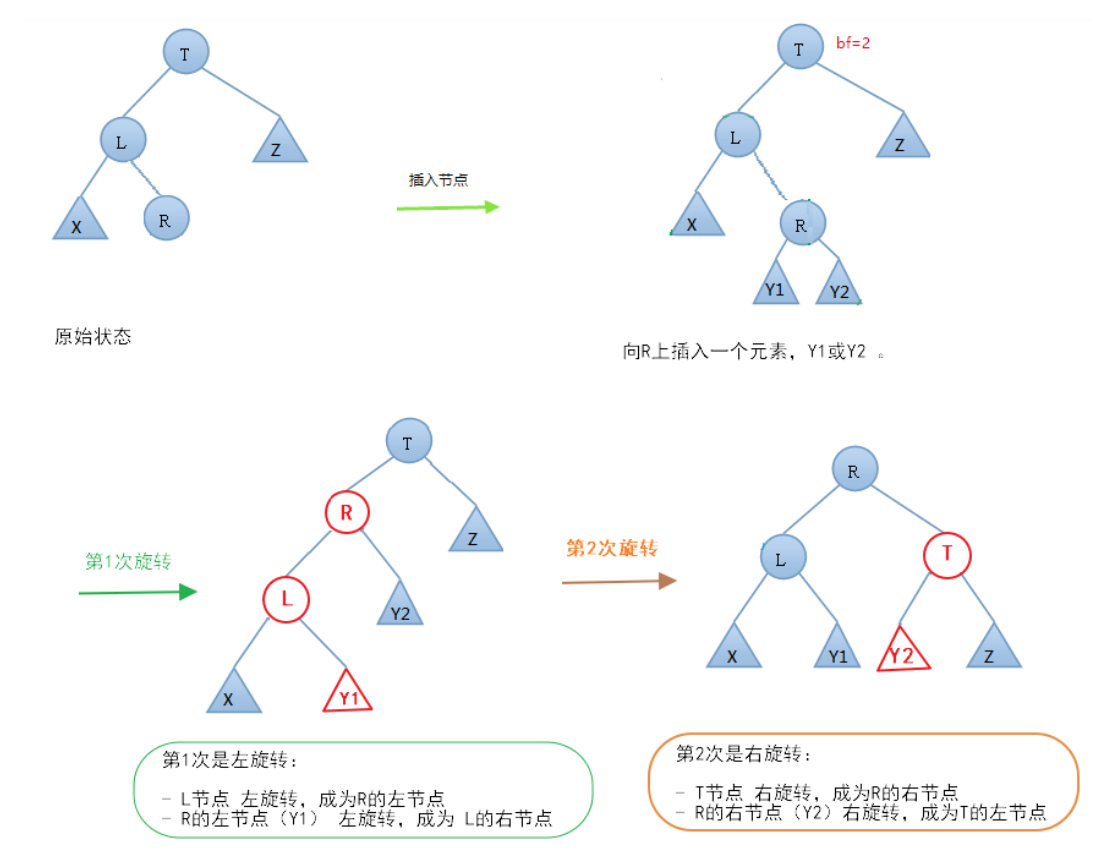 T
L
Z
X
R
原始状态
插入节点
T
bf=2
L
Z
X
R
Y1
Y2
向R上插入一个元素, Y1或Y2 。
第1次旋转
T
R
Z
L
Y2
X
Y1
第1次是左旋转:
- L节点 左旋转, 成为R的左节点
- R的左节点（Y1） 左旋转, 成为 L的右节点
第2次旋转
R
L
T
X
Y1
Y2
Z
第2次是右旋转:
- T节点 右旋转, 成为R的右节点
- R的右节点（Y2）右旋转, 成为T的左节点